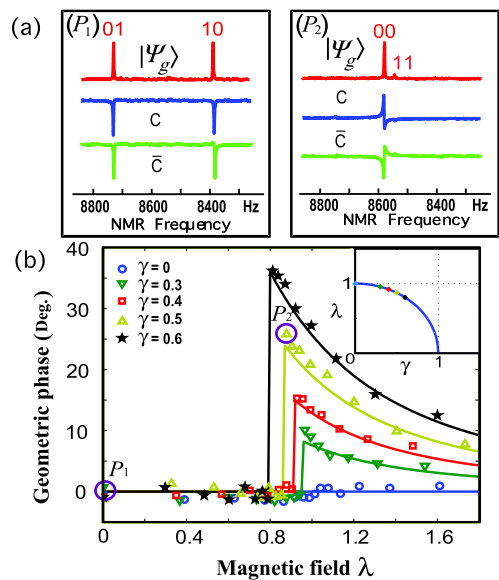 (a)
(P₁)
01
10
|Ψg⟩
C
C̄
8800 8600 8400 Hz
NMR Frequency
(P₂)
00
|Ψg⟩
11
C
C̄
8800 8600 8400 Hz
NMR Frequency
(b)
40
30
20
10
0
Geometric phase (Deg.)
γ = 0
γ = 0.3
γ = 0.4
γ = 0.5
γ = 0.6
P₂
P₁
1
λ
0
γ
1
0 0.4 0.8 1.2 1.6
Magnetic field λ